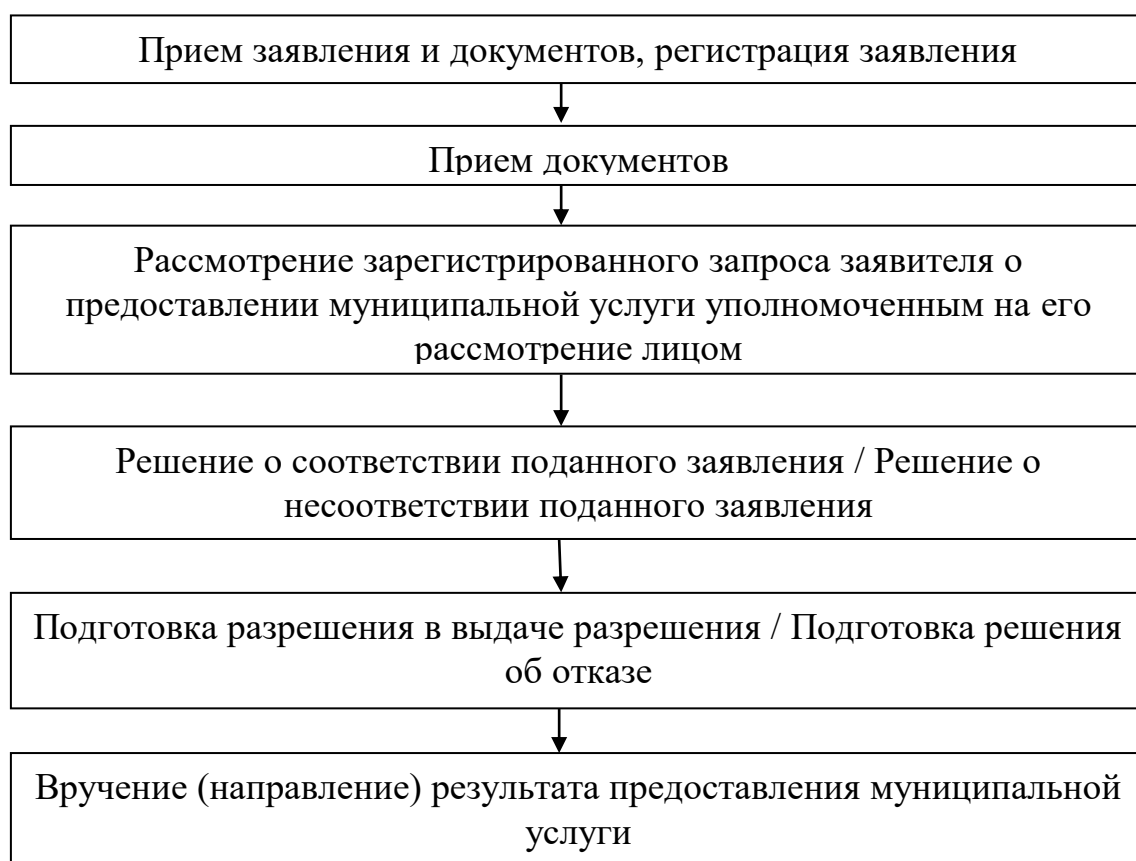 Прием заявления и документов, регистрация заявления
Прием документов
Рассмотрение зарегистрированного запроса заявителя о
предоставлении муниципальной услуги уполномоченным на его
рассмотрение лицом
Решение о соответствии поданного заявления / Решение о
несоответствии поданного заявления
Подготовка разрешения в выдаче разрешения / Подготовка решения
об отказе
Вручение (направление) результата предоставления муниципальной
услуги